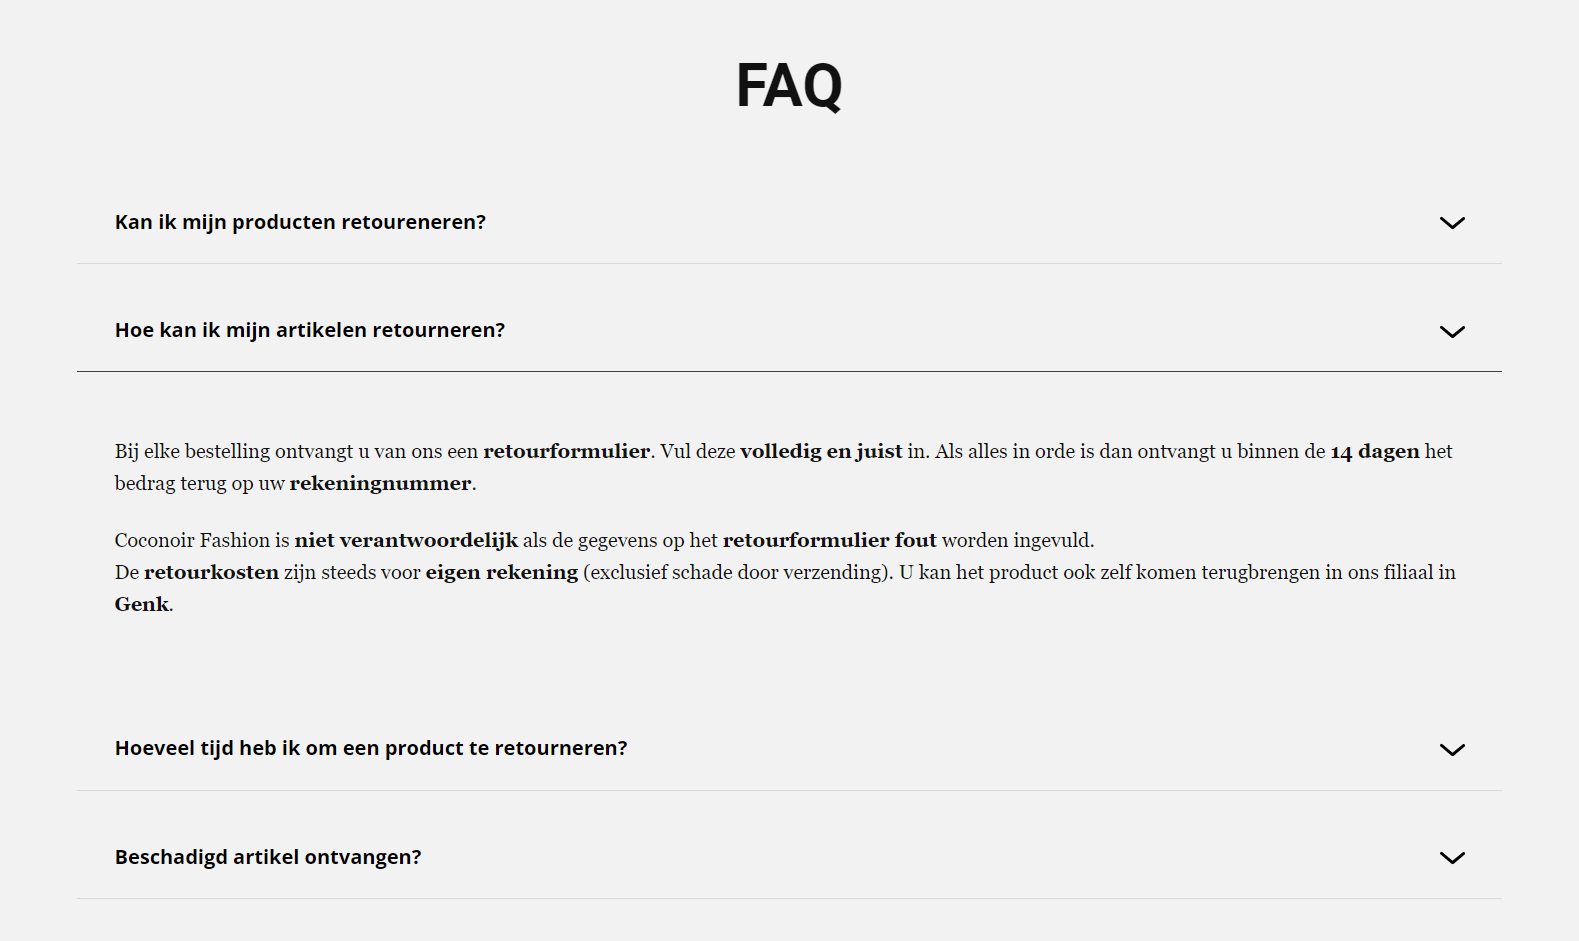 FAQ
Kan ik mijn producten retoureneren?
Hoe kan ik mijn artikelen retourneren?
Bij elke bestelling ontvangt u van ons een retourformulier. Vul deze volledig en juist in. Als alles in orde is dan ontvangt u binnen de 14 dagen het
bedrag terug op uw rekeningnummer.
Coconoir Fashion is niet verantwoordelijk als de gegevens op het retourformulier fout worden ingevuld.
De retourkosten zijn steeds voor eigen rekening (exclusief schade door verzending). U kan het product ook zelf komen terugbrengen in ons filiaal in
Genk.
Hoeveel tijd heb ik om een product te retourneren?
Beschadigd artikel ontvangen?